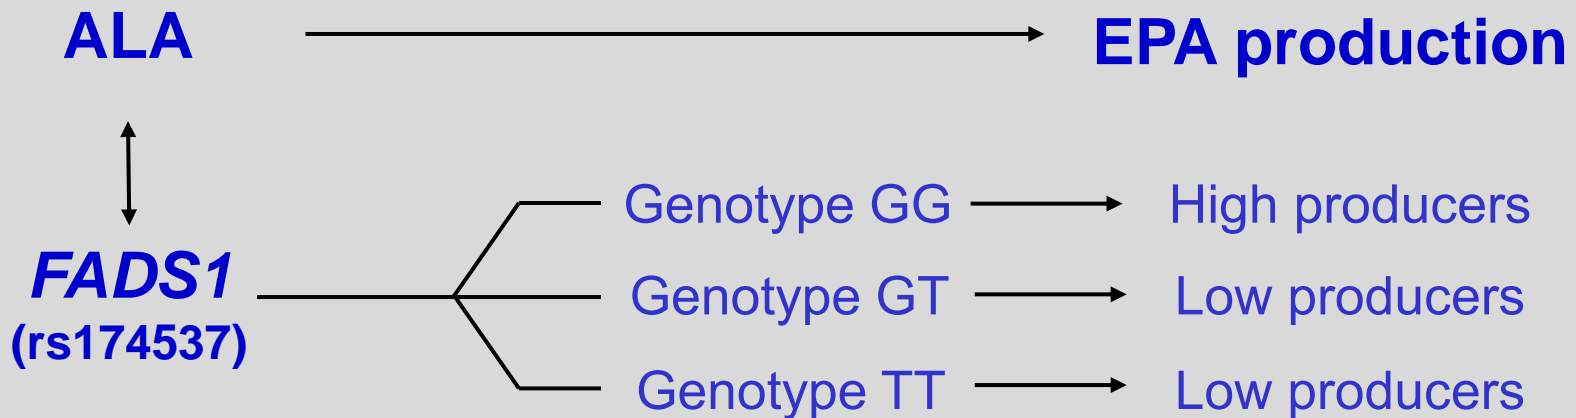 ALA EPA production
Genotype GG High producers
FADS1
Genotype GT Low producers
(rs174537)
Genotype TT Low producers